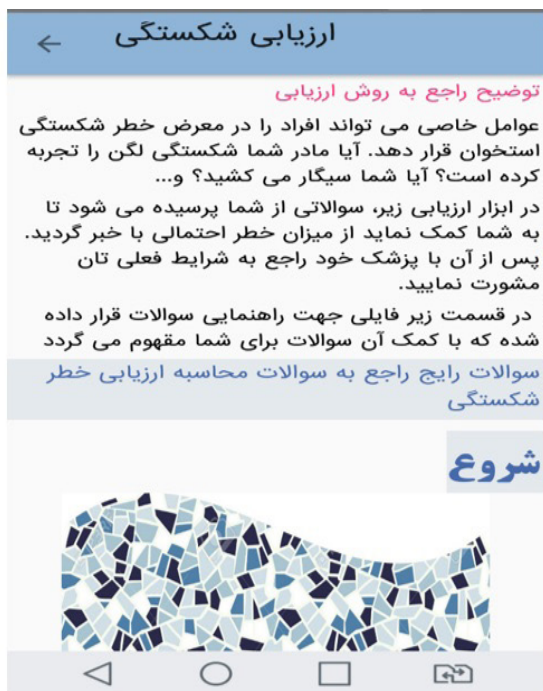 ارزیابی شکستگی
توضیح راجع به روش ارزیابی
عوامل خاصی می تواند افراد را در معرض خطر شکستگی
استخوان قرار دهد. آیا مادر شما شکستگی لگن را تجربه
کرده است؟ آیا شما سیگار می کشید؟ و...
در ابزار ارزیابی زیر، سوالاتی از شما پرسیده می شود تا
به شما کمک نماید از میزان خطر احتمالی با خبر گردید.
پس از آن با پزشک خود راجع به شرایط فعلی تان
مشورت نمایید.
در قسمت زیر فایلی جهت راهنمایی سوالات قرار داده
شده که با کمک آن سوالات برای شما مقهوم می گردد
سوالات رایج راجع به سوالات محاسبه ارزیابی خطر
شکستگی
شروع